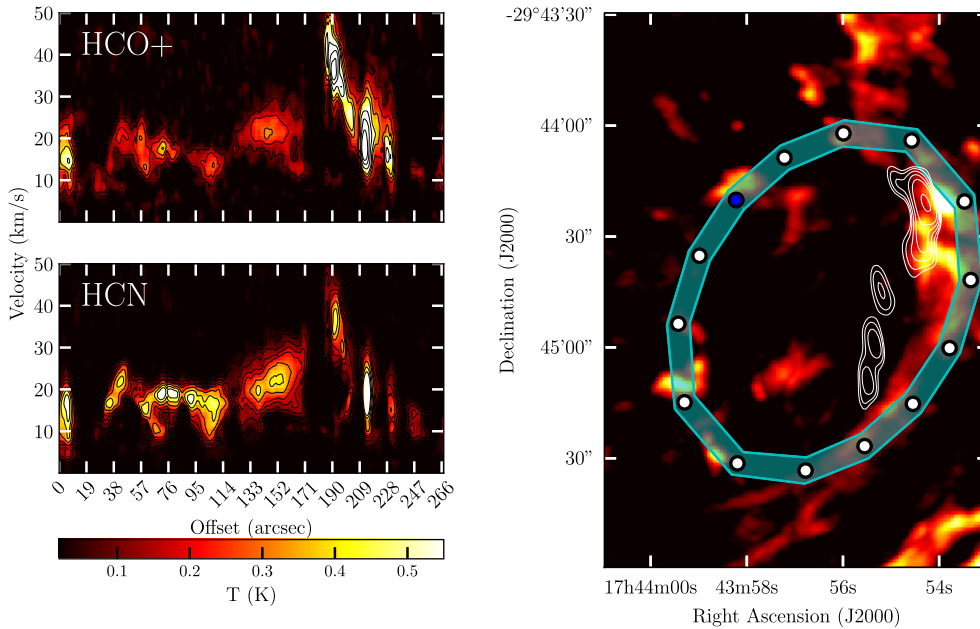 HCO+
50
40
30
20
10
Velocity (km/s)
HCN
50
40
30
20
10
0 19 38 57 76 95 114 133 152 171 190 209 228 247 266
Offset (arcsec)
0.1 0.2 0.3 0.4 0.5
T (K)
-29°43'30”
44'00”
30”
45'00”
30”
Declination (J2000)
17h44m00s 43m58s 56s 54s
Right Ascension (J2000)